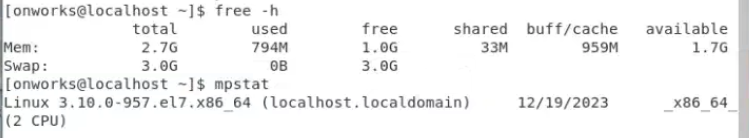 [onworks@localhost ~]$ free -h
              total        used        free      shared  buff/cache   available
Mem:           2.7G        794M        1.0G         33M        959M        1.7G
Swap:          3.0G          0B        3.0G
[onworks@localhost ~]$ mpstat
Linux 3.10.0-957.el7.x86_64 (localhost.localdomain)     12/19/2023      _x86_64_
(2 CPU)